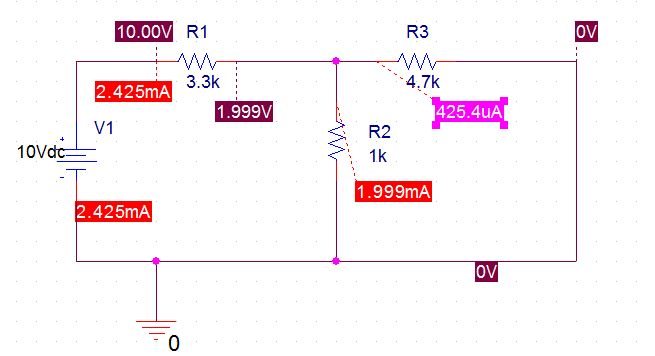 10.00V
R1
R3
0V
3.3k
4.7k
2.425mA
1.999V
425.4uA
V1
R2
10Vdc
1k
1.999mA
2.425mA
0V
0